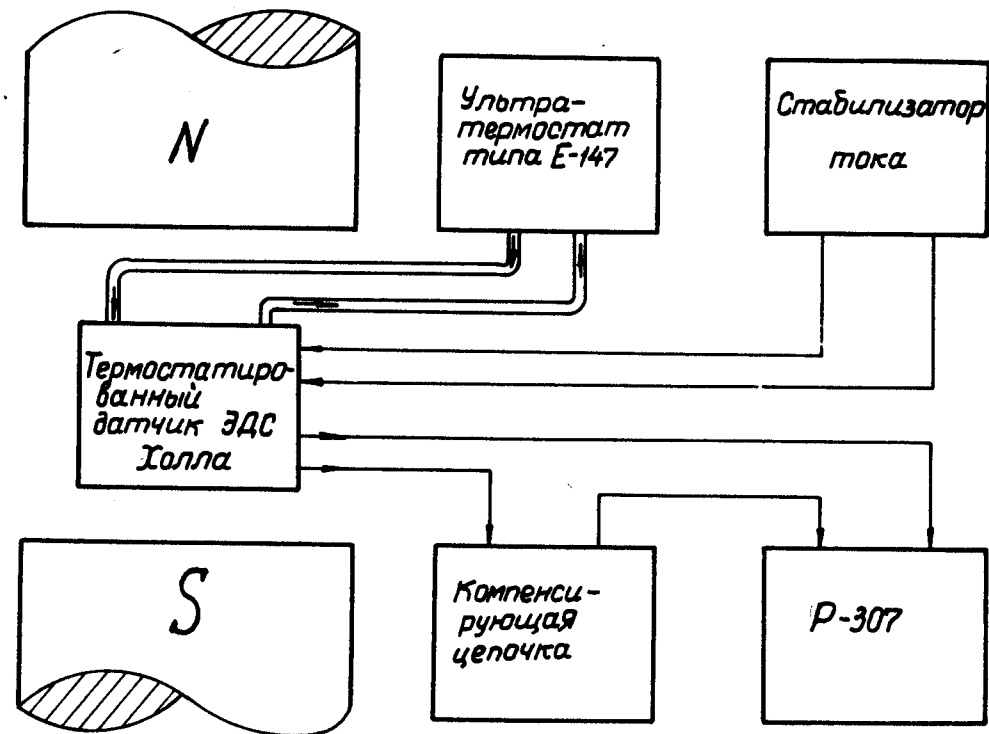 N
Ультра-
термостат
типа Е-147
Стабилизатор
тока
Термостатиро-
ванный
датчик ЭДС
Холла
S
Компенси-
рующая
цепочка
Р-307